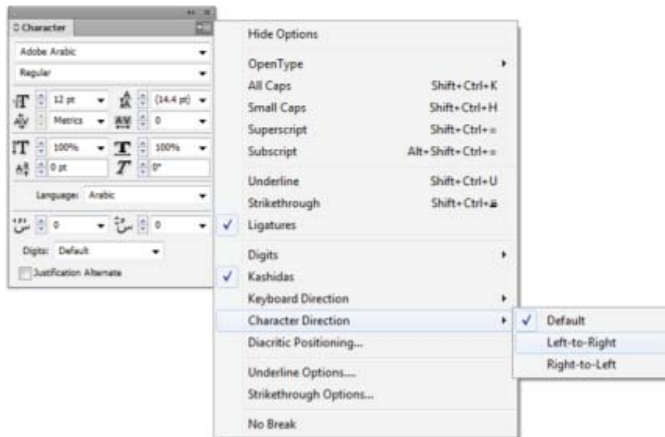 Character
Adobe Arabic
Regular
12 pt
(14.4 pt)
Metrics
0
100%
100%
0 pt
0°
Language: Arabic
0
0
Digits: Default
Justification Alternate
Hide Options
OpenType
All Caps Shift+Ctrl+K
Small Caps Shift+Ctrl+H
Superscript Shift+Ctrl+=
Subscript Alt+Shift+Ctrl+=
Underline Shift+Ctrl+U
Strikethrough Shift+Ctrl+
Ligatures
Digits
Kashidas
Keyboard Direction
Character Direction
Diacritic Positioning...
Underline Options....
Strikethrough Options...
No Break
Default
Left-to-Right
Right-to-Left